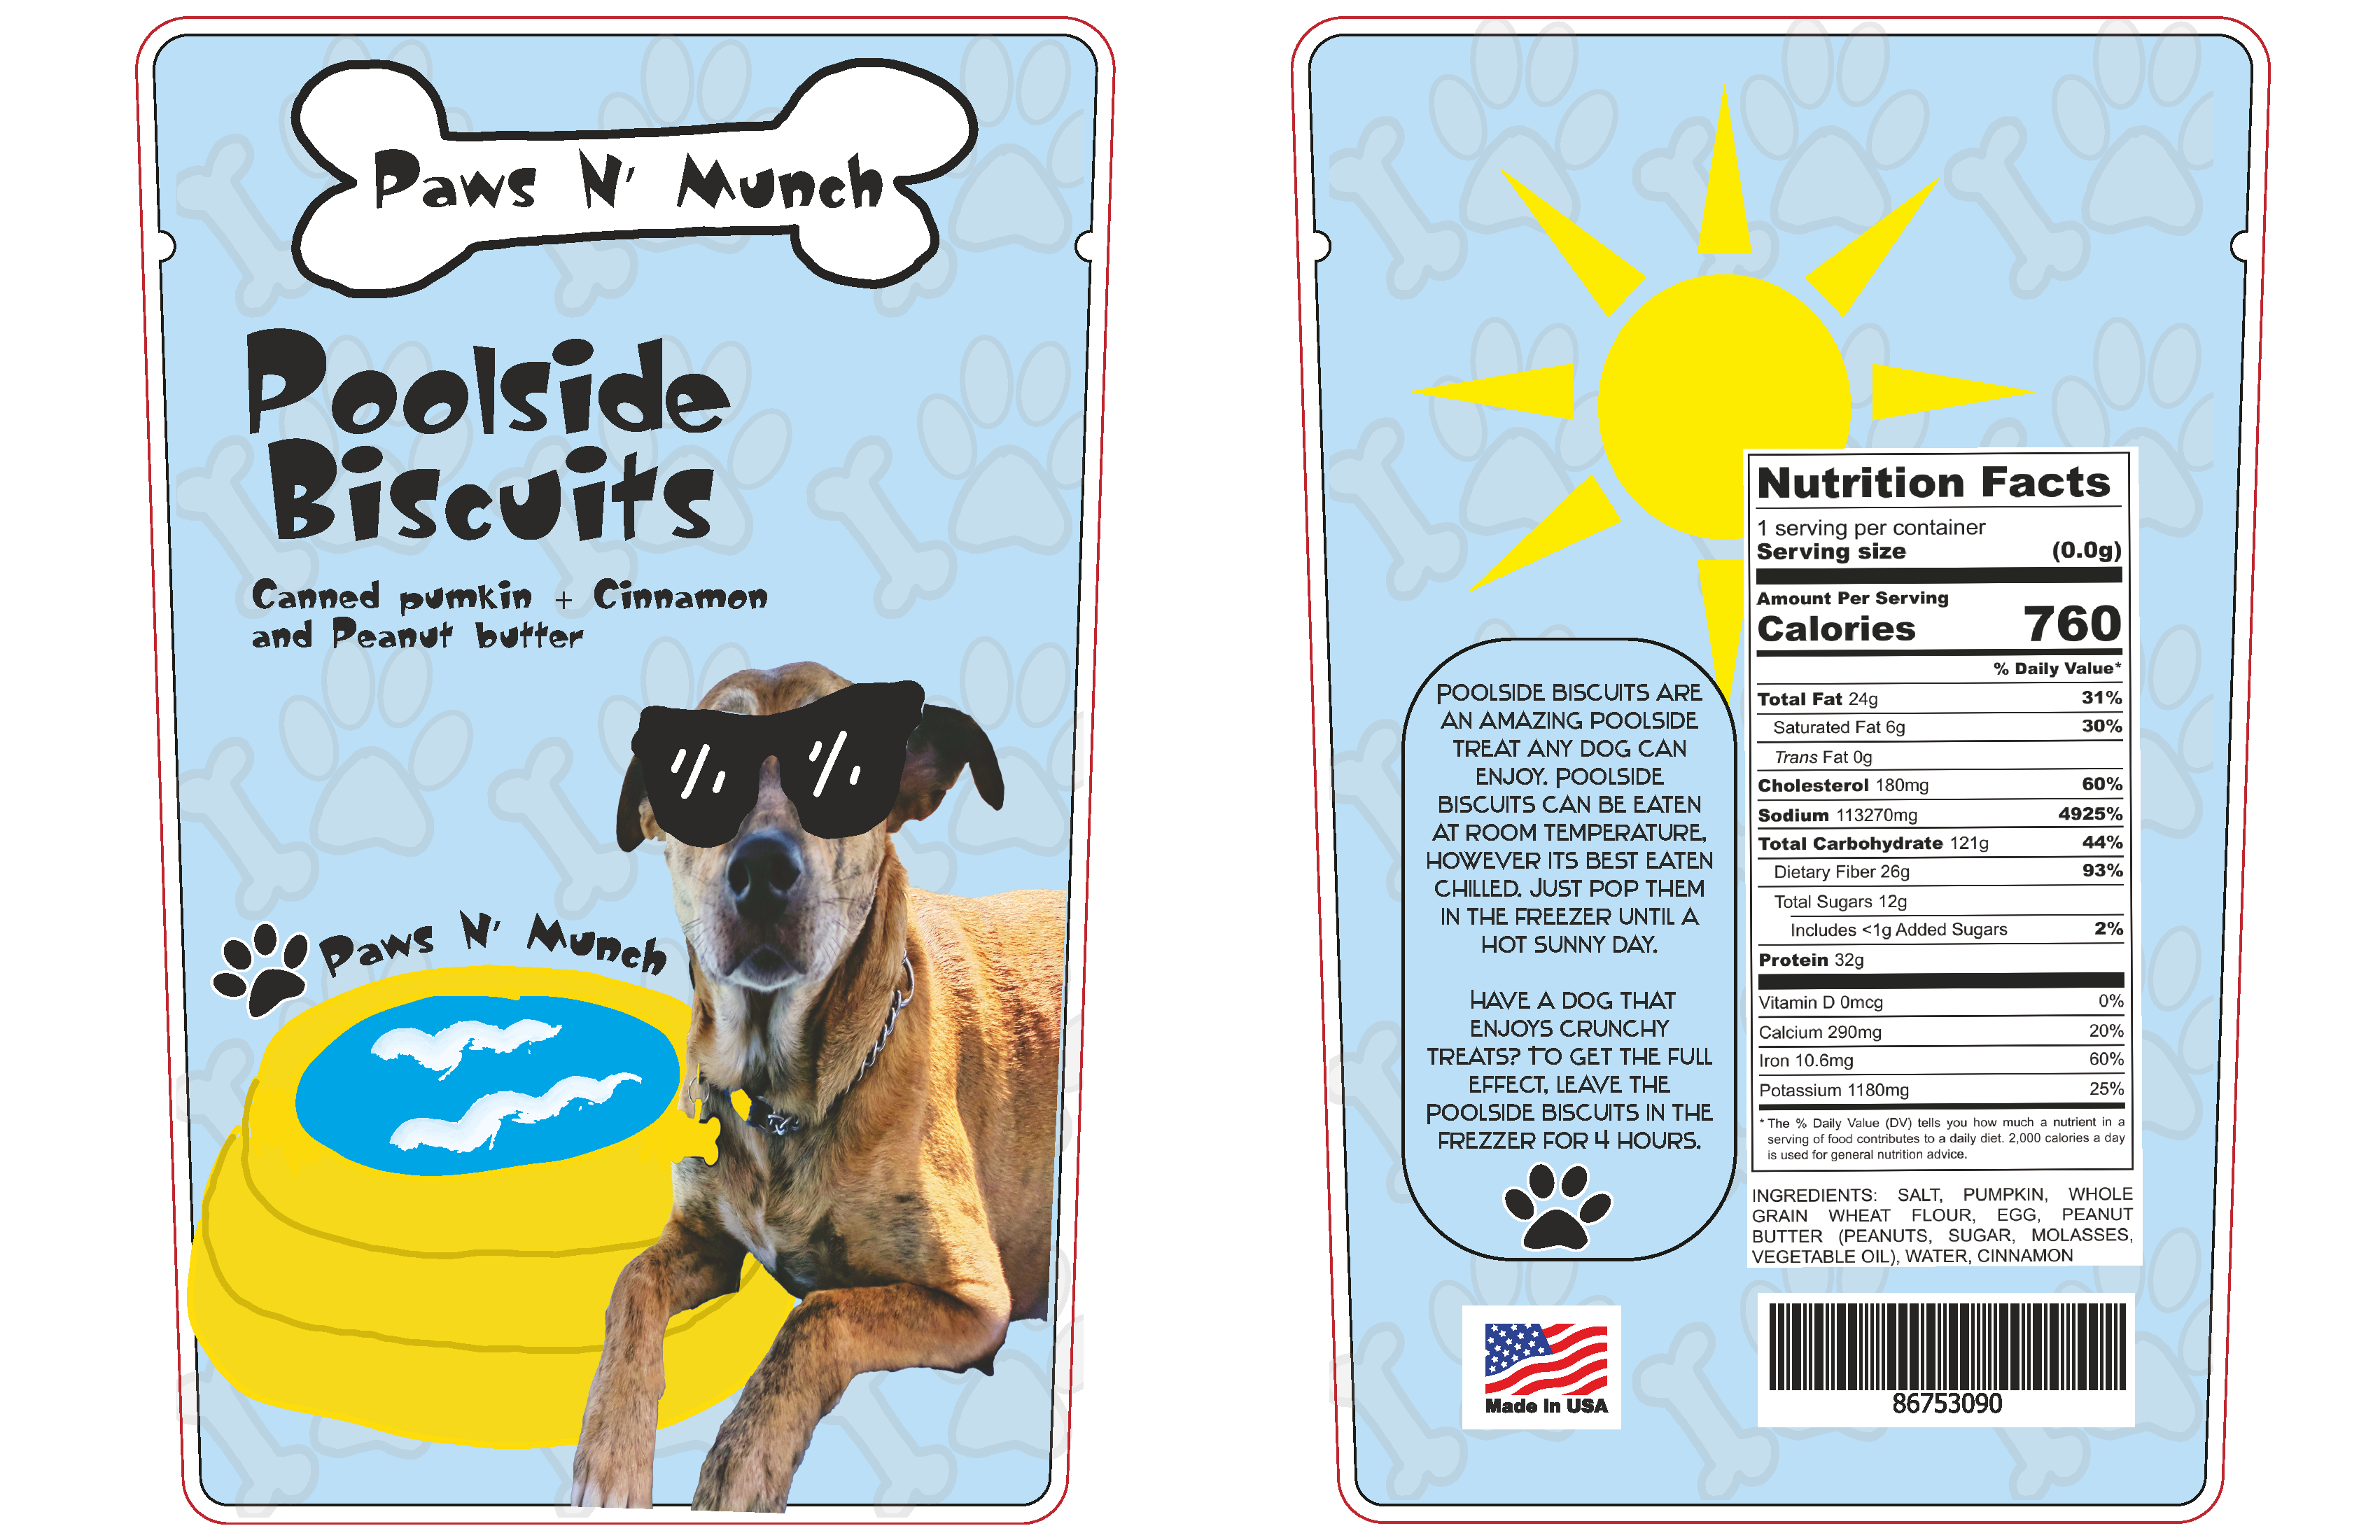 Paws N' Munch
Poolside
Biscuits
Canned pumkin + Cinnamon
and Peanut butter
Paws N' Munch
Nutrition Facts
1 serving per container
Serving size (0.0g)
Amount Per Serving
Calories 760
% Daily Value*
Total Fat 24g 31%
Saturated Fat 6g 30%
Trans Fat 0g
Cholesterol 180mg 60%
Sodium 113270mg 4925%
Total Carbohydrate 121g 44%
Dietary Fiber 26g 93%
Total Sugars 12g
Includes <1g Added Sugars 2%
Protein 32g
Vitamin D 0mcg 0%
Calcium 290mg 20%
Iron 10.6mg 60%
Potassium 1180mg 25%
* The % Daily Value (DV) tells you how much a nutrient in a
serving of food contributes to a daily diet. 2,000 calories a day
is used for general nutrition advice.
INGREDIENTS: SALT, PUMPKIN, WHOLE
GRAIN WHEAT FLOUR, EGG, PEANUT
BUTTER (PEANUTS, SUGAR, MOLASSES,
VEGETABLE OIL), WATER, CINNAMON
POOLSIDE BISCUITS ARE
AN AMAZING POOLSIDE
TREAT ANY DOG CAN
ENJOY. POOLSIDE
BISCUITS CAN BE EATEN
AT ROOM TEMPERATURE,
HOWEVER ITS BEST EATEN
CHILLED. JUST POP THEM
IN THE FREEZER UNTIL A
HOT SUNNY DAY.
HAVE A DOG THAT
ENJOYS CRUNCHY
TREATS? TO GET THE FULL
EFFECT, LEAVE THE
POOLSIDE BISCUITS IN THE
FREZZER FOR 4 HOURS.
Made In USA
86753090